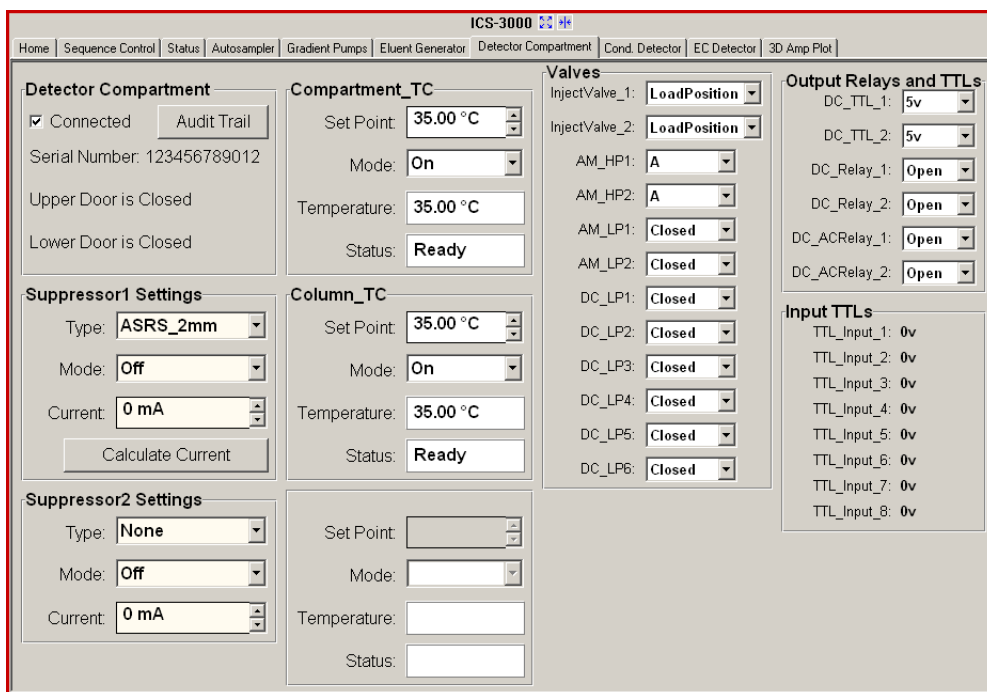 ICS-3000
Home Sequence Control Status Autosampler Gradient Pumps Eluent Generator Detector Compartment Cond. Detector EC Detector 3D Amp Plot
Detector Compartment
Connected Audit Trail
Serial Number: 123456789012
Upper Door is Closed
Lower Door is Closed
Suppressor1 Settings
Type: ASRS_2mm
Mode: Off
Current: 0 mA
Calculate Current
Suppressor2 Settings
Type: None
Mode: Off
Current: 0 mA
Compartment_TC
Set Point: 35.00 °C
Mode: On
Temperature: 35.00 °C
Status: Ready
Column_TC
Set Point: 35.00 °C
Mode: On
Temperature: 35.00 °C
Status: Ready
Set Point:
Mode:
Temperature:
Status:
Valves
InjectValve_1: LoadPosition
InjectValve_2: LoadPosition
AM_HP1: A
AM_HP2: A
AM_LP1: Closed
AM_LP2: Closed
DC_LP1: Closed
DC_LP2: Closed
DC_LP3: Closed
DC_LP4: Closed
DC_LP5: Closed
DC_LP6: Closed
Output Relays and TTLs
DC_TTL_1: 5v
DC_TTL_2: 5v
DC_Relay_1: Open
DC_Relay_2: Open
DC_ACRelay_1: Open
DC_ACRelay_2: Open
Input TTLs
TTL_Input_1: 0v
TTL_Input_2: 0v
TTL_Input_3: 0v
TTL_Input_4: 0v
TTL_Input_5: 0v
TTL_Input_6: 0v
TTL_Input_7: 0v
TTL_Input_8: 0v